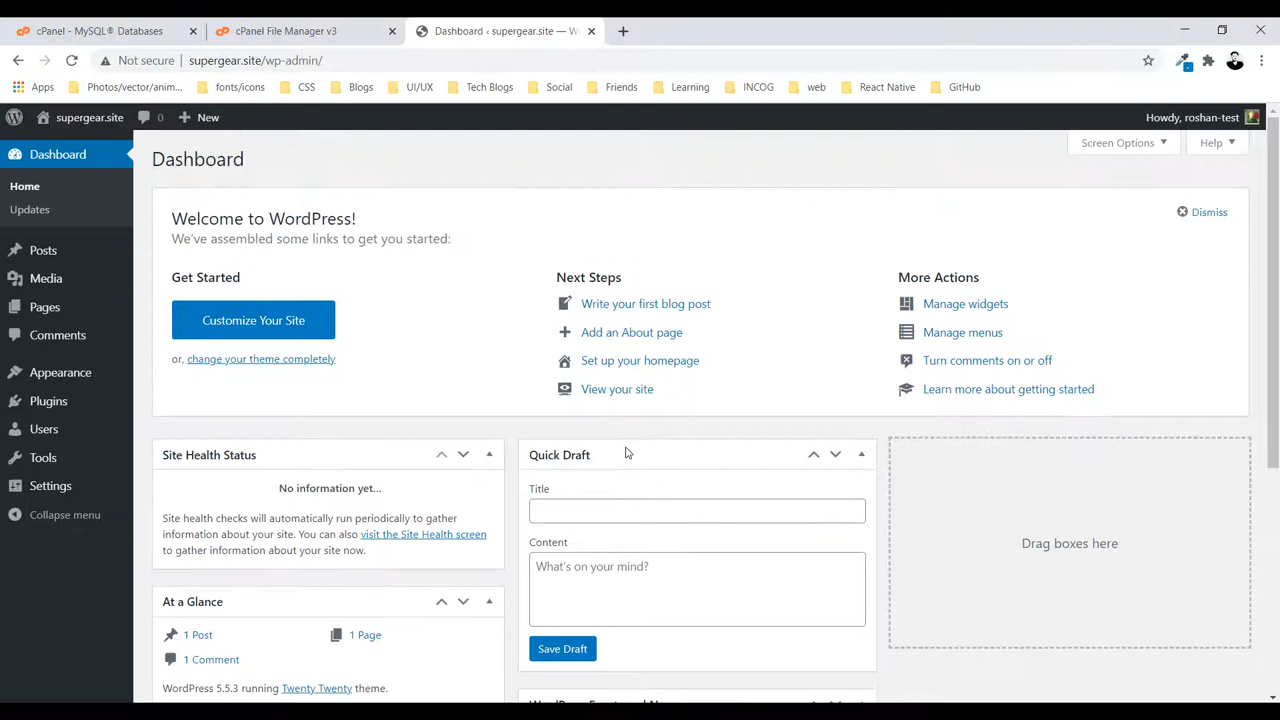 cPanel - MySQL® Databases
cPanel File Manager v3
Dashboard ‹ supergear.site — W
Not secure
supergear.site/wp-admin/
Apps
Photos/vector/anim...
fonts/icons
CSS
Blogs
UI/UX
Tech Blogs
Social
Friends
Learning
INCOG
web
React Native
GitHub
supergear.site
0
New
Howdy, roshan-test
Dashboard
Home
Updates
Posts
Media
Pages
Comments
Appearance
Plugins
Users
Tools
Settings
Collapse menu
Dashboard
Screen Options
Help
Welcome to WordPress!
Dismiss
We've assembled some links to get you started:
Get Started
Customize Your Site
or, change your theme completely
Next Steps
Write your first blog post
Add an About page
Set up your homepage
View your site
More Actions
Manage widgets
Manage menus
Turn comments on or off
Learn more about getting started
Site Health Status
No information yet...
Site health checks will automatically run periodically to gather
information about your site. You can also visit the Site Health screen
to gather information about your site now.
At a Glance
1 Post
1 Page
1 Comment
WordPress 5.5.3 running Twenty Twenty theme.
Quick Draft
Title
Content
What's on your mind?
Save Draft
Drag boxes here